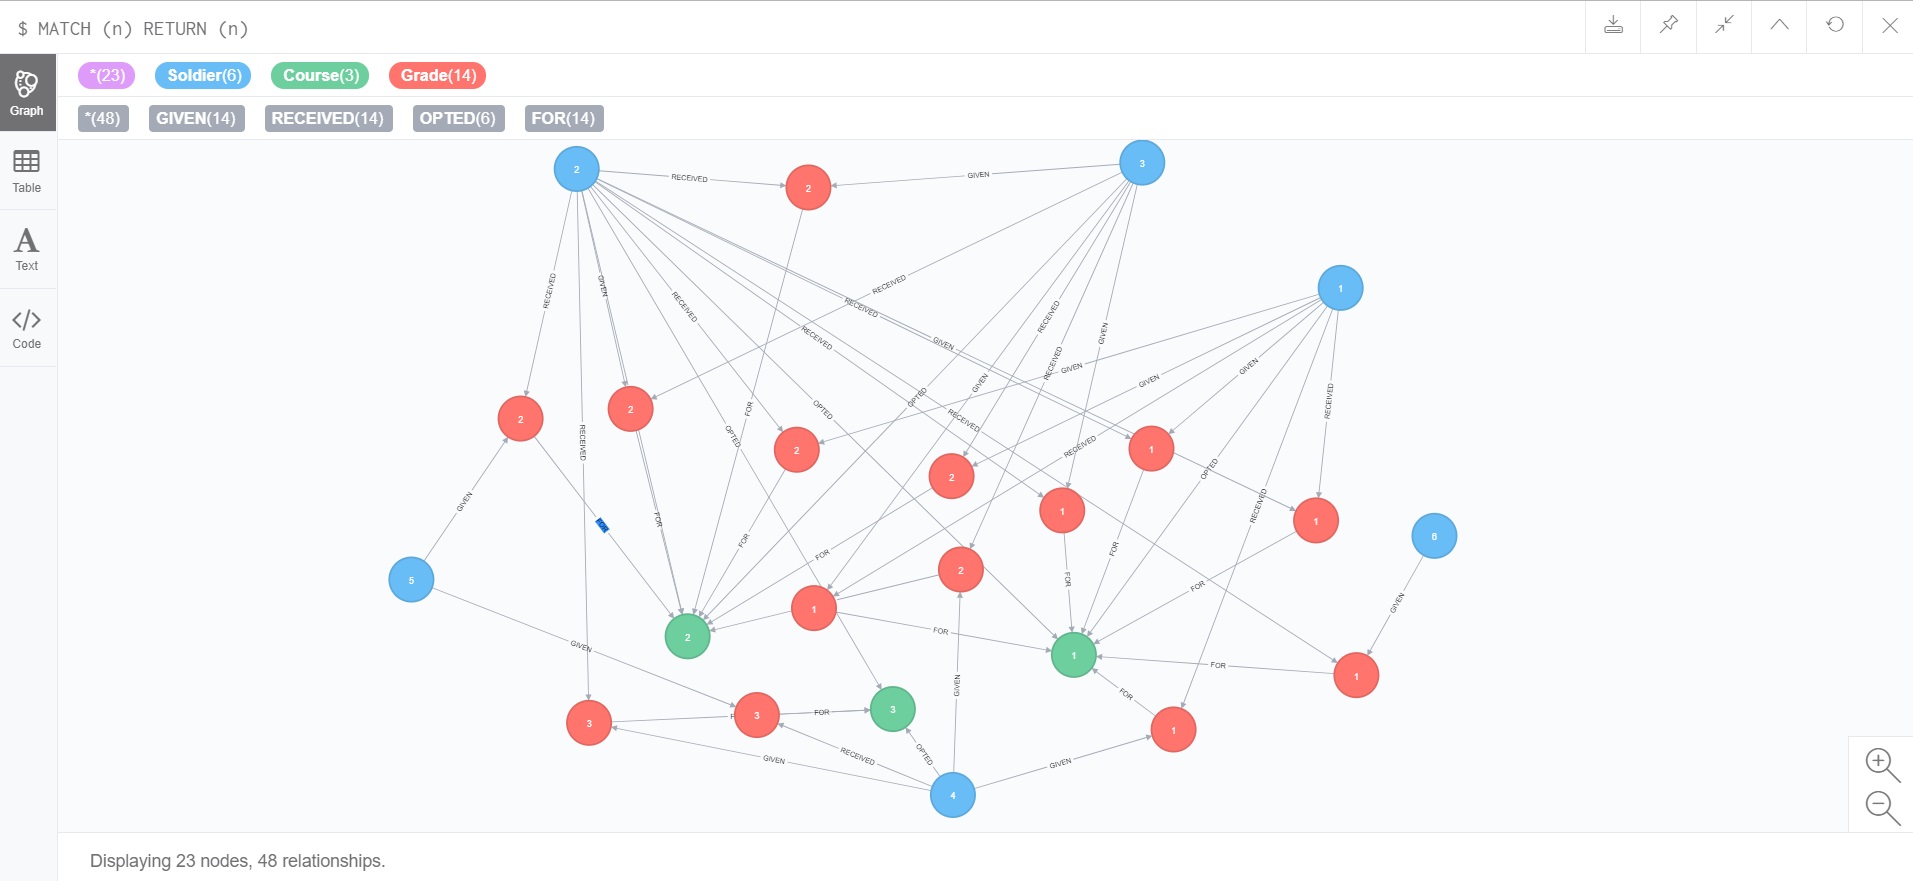 $ MATCH (n) RETURN (n)
Graph
Table
Text
Code
*(23) Soldier(6) Course(3) Grade(14)
*(48) GIVEN(14) RECEIVED(14) OPTED(6) FOR(14)
2 RECEIVED 2 GIVEN 3
RECEIVED GIVEN RECEIVED 1
RECEIVED RECEIVED RECEIVED GIVEN
RECEIVED GIVEN GIVEN
RECEIVED GIVEN GIVEN GIVEN
OPTED GIVEN RECEIVED
2 2 FOR OPTED RECEIVED
RECEIVED OPTED 2 RECEIVED 1
2 OPTED
GIVEN FOR FOR 1 RECEIVED 1
FOR FOR FOR 6
5 2 FOR FOR
1 GIVEN
2 FOR 1 FOR 1
GIVEN
GIVEN FOR
3 3 FOR 3 1
GIVEN RECEIVED OPTED GIVEN
4
Displaying 23 nodes, 48 relationships.